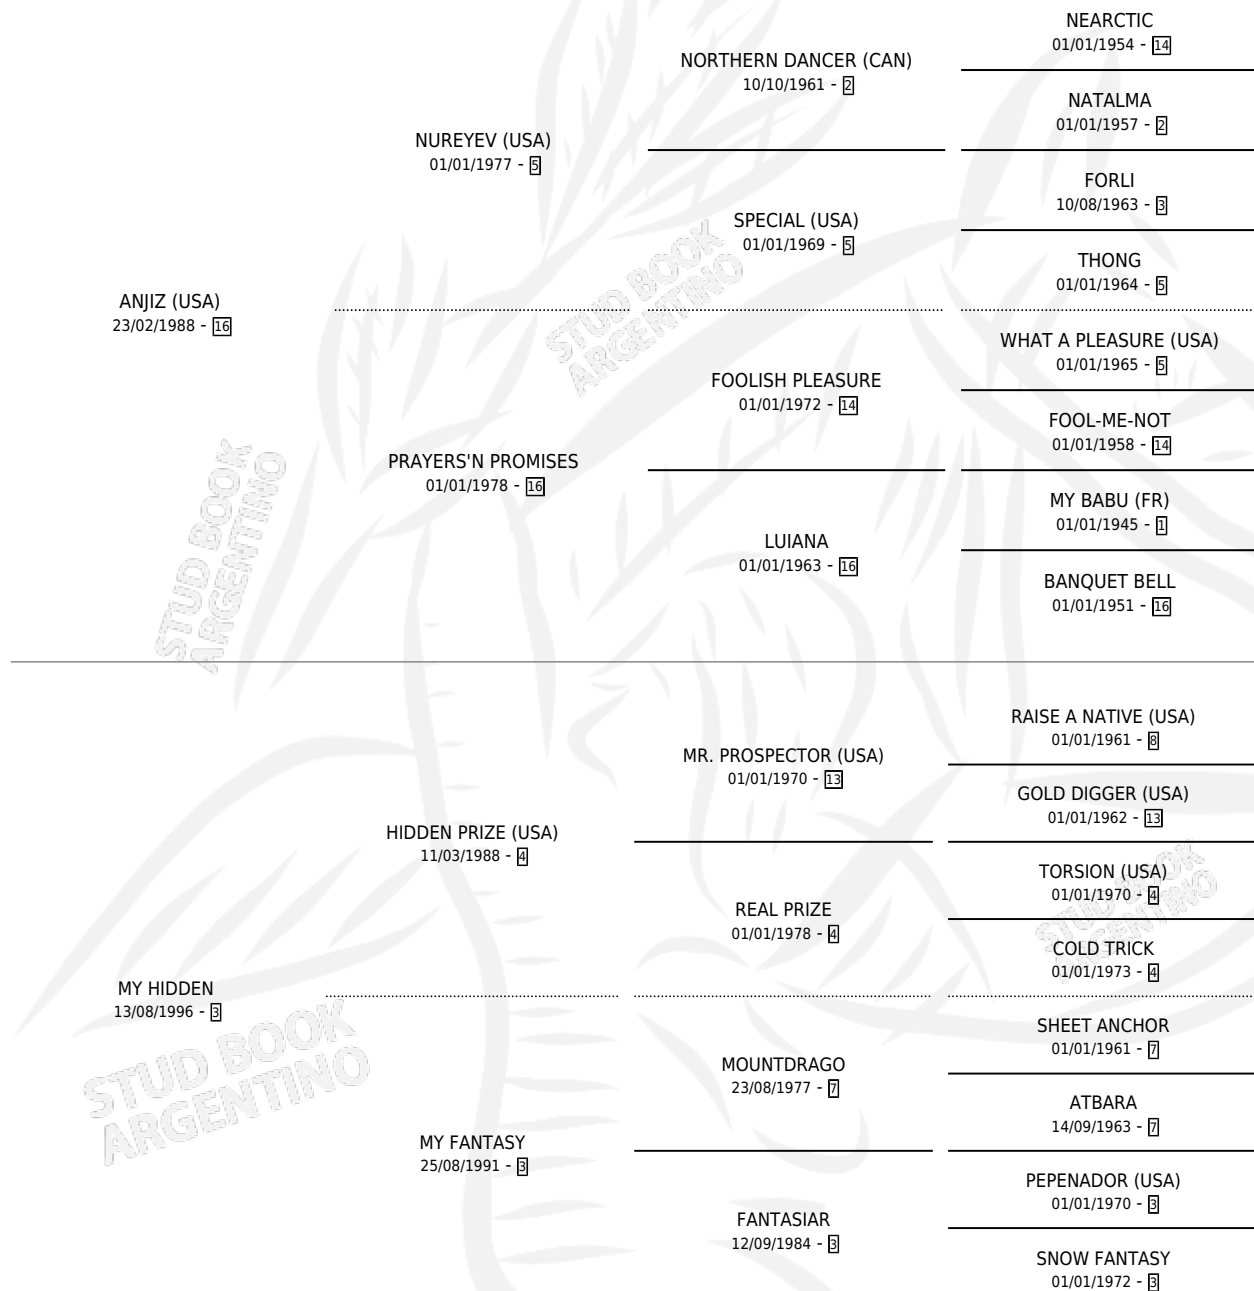 NEARCTIC
01/01/1954 - 14
NORTHERN DANCER (CAN)
10/10/1961 - 2
NATALMA
01/01/1957 - 2
NUREYEV (USA)
01/01/1977 - 5
FORLI
10/08/1963 - 3
SPECIAL (USA)
01/01/1969 - 5
THONG
01/01/1964 - 5
ANJIZ (USA)
23/02/1988 - 16
WHAT A PLEASURE (USA)
01/01/1965 - 5
FOOLISH PLEASURE
01/01/1972 - 14
FOOL-ME-NOT
01/01/1958 - 14
PRAYERS'N PROMISES
01/01/1978 - 16
MY BABU (FR)
01/01/1945 - 1
LUIANA
01/01/1963 - 16
BANQUET BELL
01/01/1951 - 16
RAISE A NATIVE (USA)
01/01/1961 - 8
MR. PROSPECTOR (USA)
01/01/1970 - 13
GOLD DIGGER (USA)
01/01/1962 - 13
HIDDEN PRIZE (USA)
11/03/1988 - 4
TORSION (USA)
01/01/1970 - 4
REAL PRIZE
01/01/1978 - 4
COLD TRICK
01/01/1973 - 4
MY HIDDEN
13/08/1996 - 3
SHEET ANCHOR
01/01/1961 - 7
MOUNTDRAGO
23/08/1977 - 7
ATBARA
14/09/1963 - 7
MY FANTASY
25/08/1991 - 3
PEPENADOR (USA)
01/01/1970 - 3
FANTASIAR
12/09/1984 - 3
SNOW FANTASY
01/01/1972 - 3
STUD BOOK
ARGENTINO
STUD BOOK
ARGENTINO
STUD BOOK
ARGENTINO
STUD BOOK
ARGENTINO